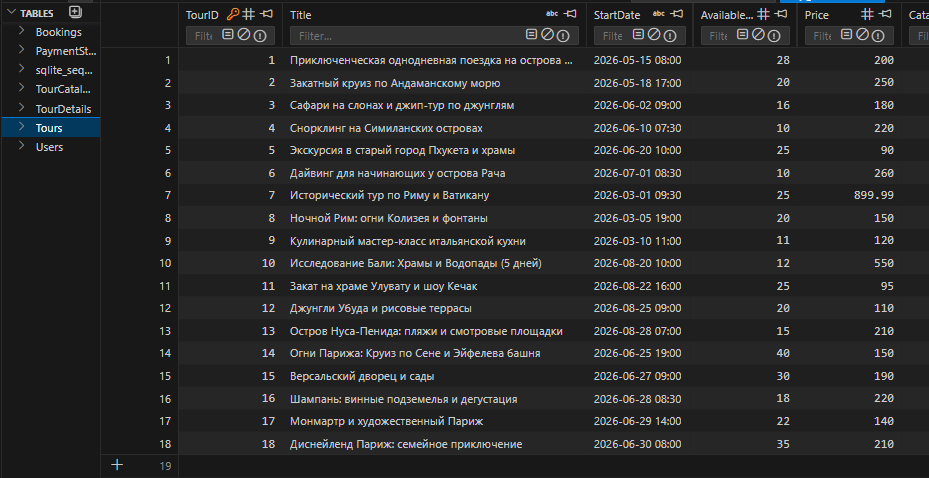 TABLES
Bookings
PaymentSt...
sqlite_seq...
TourCatal...
TourDetails
Tours
Users
TourID Title abc StartDate abc Available... Price Cata
Filte Filter... Filte Filte Filte
1 1 Приключенческая однодневная поездка на острова ... 2026-05-15 08:00 28 200
2 2 Закатный круиз по Андаманскому морю 2026-05-18 17:00 20 250
3 3 Сафари на слонах и джип-тур по джунглям 2026-06-02 09:00 16 180
4 4 Снорклинг на Симиланских островах 2026-06-10 07:30 10 220
5 5 Экскурсия в старый город Пхукета и храмы 2026-06-20 10:00 25 90
6 6 Дайвинг для начинающих у острова Рача 2026-07-01 08:30 10 260
7 7 Исторический тур по Риму и Ватикану 2026-03-01 09:30 25 899.99
8 8 Ночной Рим: огни Колизея и фонтаны 2026-03-05 19:00 20 150
9 9 Кулинарный мастер-класс итальянской кухни 2026-03-10 11:00 11 120
10 10 Исследование Бали: Храмы и Водопады (5 дней) 2026-08-20 10:00 12 550
11 11 Закат на храме Улувату и шоу Кечак 2026-08-22 16:00 25 95
12 12 Джунгли Убуда и рисовые террасы 2026-08-25 09:00 20 110
13 13 Остров Нуса-Пенида: пляжи и смотровые площадки 2026-08-28 07:00 15 210
14 14 Огни Парижа: Круиз по Сене и Эйфелева башня 2026-06-25 19:00 40 150
15 15 Версальский дворец и сады 2026-06-27 09:00 30 190
16 16 Шампань: винные подземелья и дегустация 2026-06-28 08:30 18 220
17 17 Монмартр и художественный Париж 2026-06-29 14:00 22 140
18 18 Диснейленд Париж: семейное приключение 2026-06-30 08:00 35 210
19